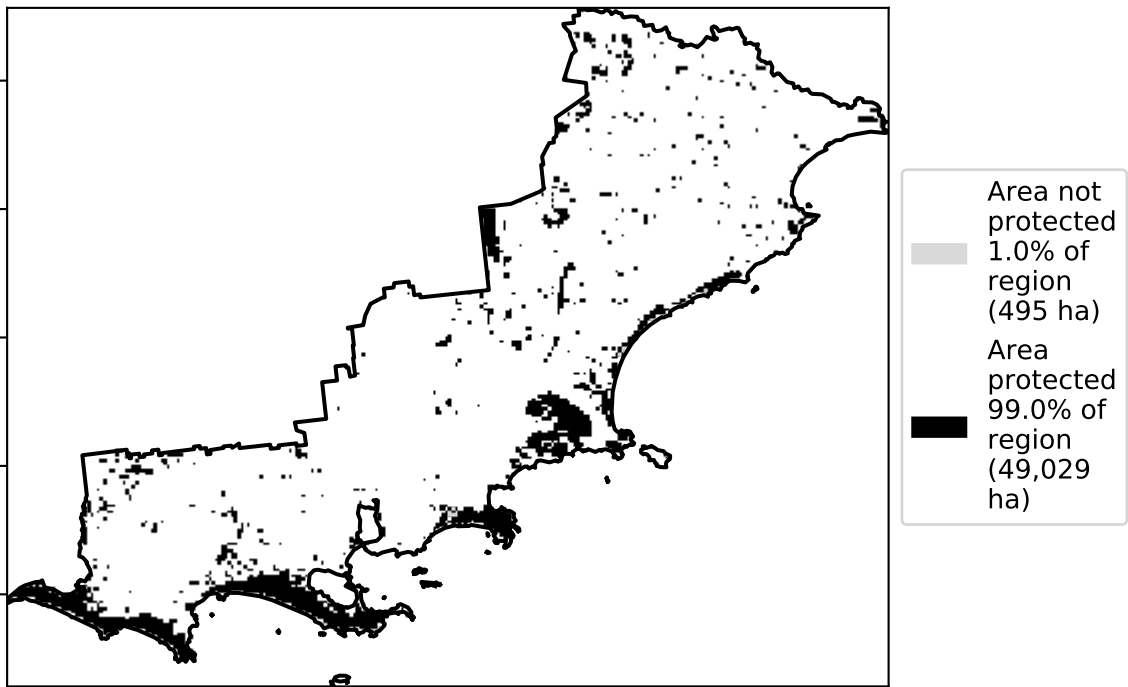 Area not
protected
1.0% of
region
(495 ha)
Area
protected
99.0% of
region
(49,029
ha)